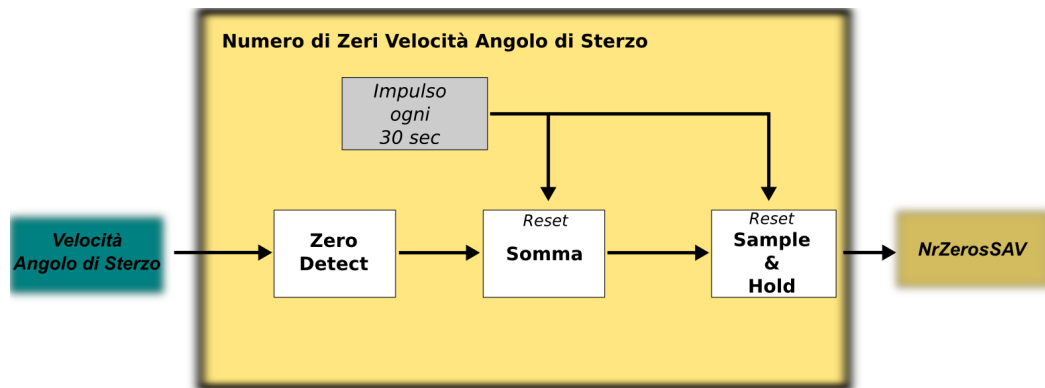 Numero di Zeri Velocità Angolo di Sterzo
Impulso
ogni
30 sec
Velocità
Angolo di Sterzo
Zero
Detect
Reset
Somma
Reset
Sample
&
Hold
NrZerosSAV